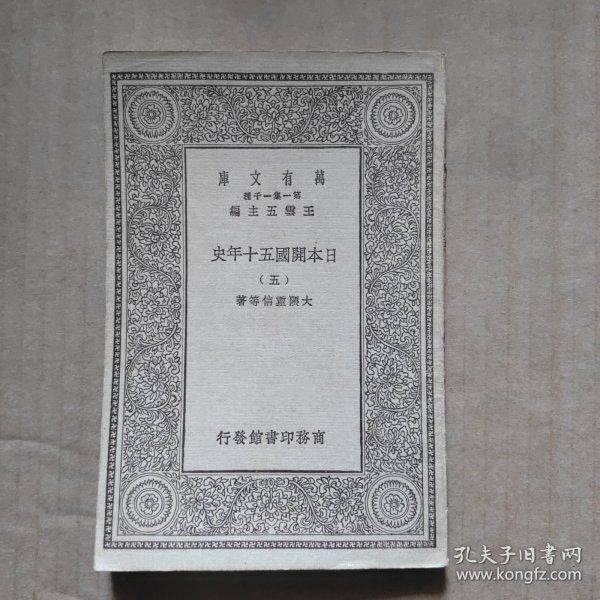 萬有文庫
第一集一千種
王雲五主編
日本開國五十年史
（五）
大隈重信等著
商務印書館發行
孔夫子旧书网
www.kongfz.com